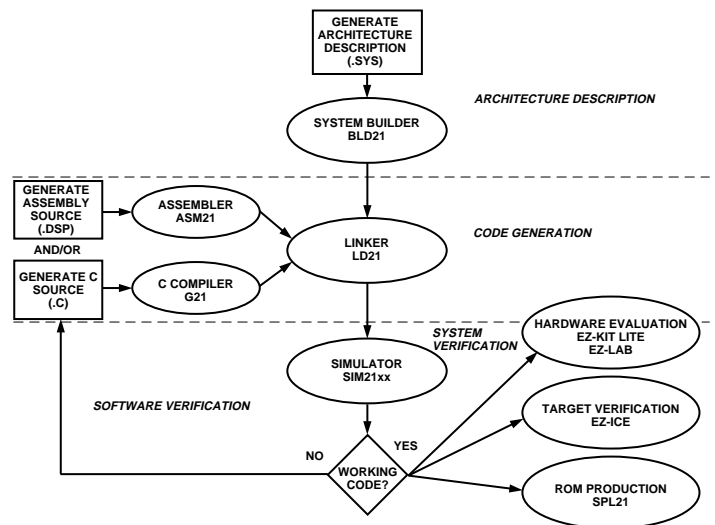 GENERATE
ARCHITECTURE
DESCRIPTION
(.SYS)
ARCHITECTURE DESCRIPTION
SYSTEM BUILDER
BLD21
GENERATE
ASSEMBLY
SOURCE
(.DSP)
ASSEMBLER
ASM21
AND/OR
LINKER
LD21
CODE GENERATION
GENERATE C
SOURCE
(.C)
C COMPILER
G21
SYSTEM
VERIFICATION
HARDWARE EVALUATION
EZ-KIT LITE
EZ-LAB
SIMULATOR
SIM21xx
SOFTWARE VERIFICATION
TARGET VERIFICATION
EZ-ICE
NO
YES
WORKING
CODE?
ROM PRODUCTION
SPL21